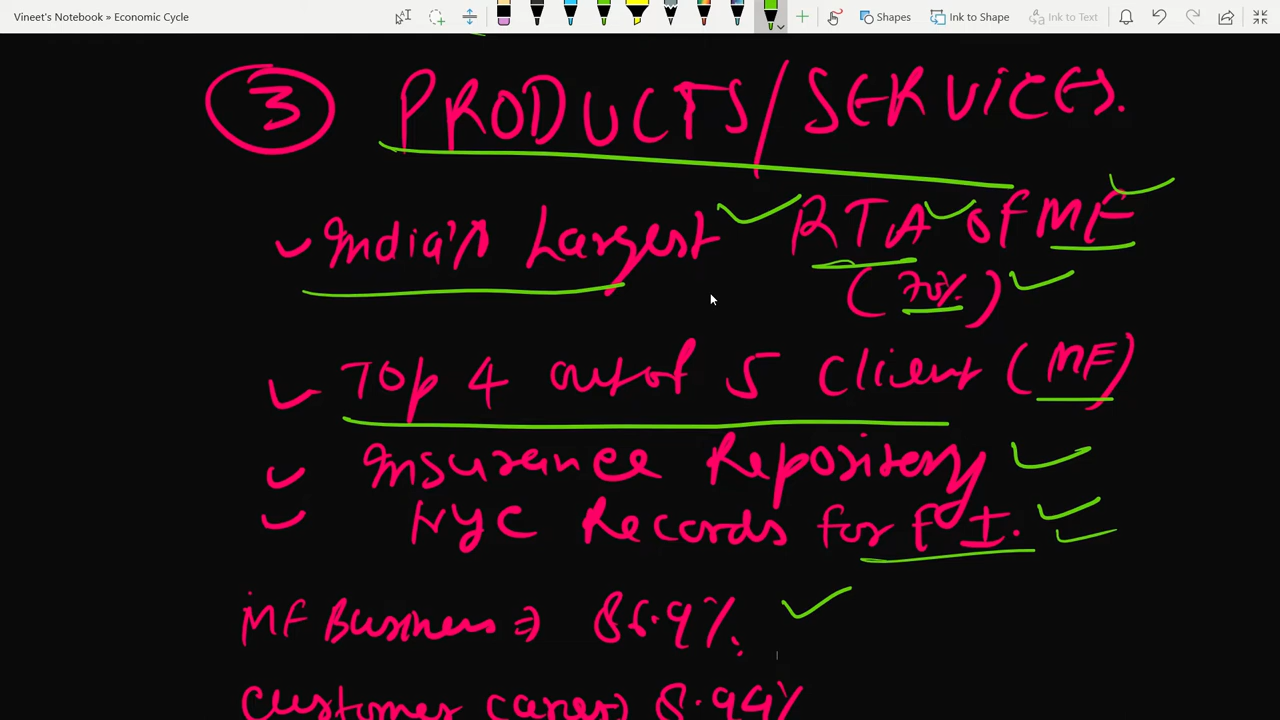 Vineet's Notebook » Economic Cycle
Shapes
Ink to Shape
Ink to Text
3 PRODUCTS/SERVICES.
India's Largest RTA of MF
(70%)
Top 4 out of 5 Client (MF)
Insurance Repository
KYC Records for F I.
MF Business ⇒ 86.9%.
Customer care ⇒ 8.94%